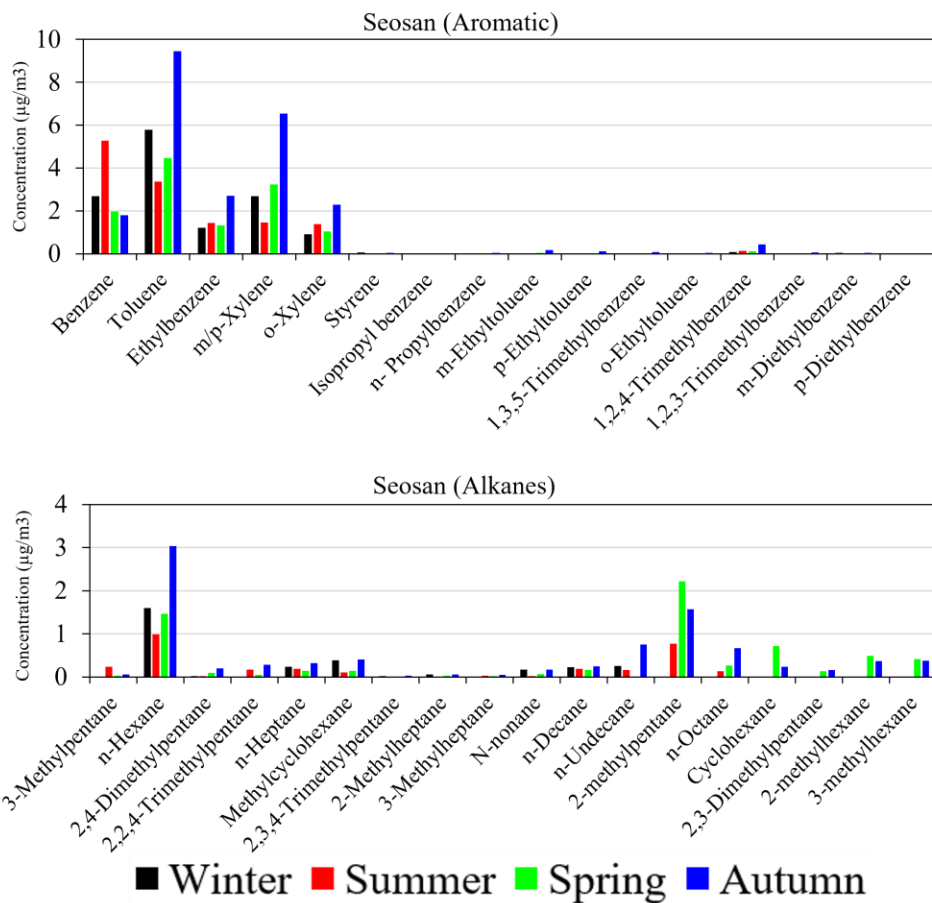 Seosan (Aromatic)
Concentration (µg/m3)
10
8
6
4
2
0
Benzene
Toluene
Ethylbenzene
m/p-Xylene
o-Xylene
Styrene
Isopropyl benzene
n- Propylbenzene
m-Ethyltoluene
p-Ethyltoluene
1,3,5-Trimethylbenzene
o-Ethyltoluene
1,2,4-Trimethylbenzene
1,2,3-Trimethylbenzene
m-Diethylbenzene
p-Diethylbenzene
Seosan (Alkanes)
Concentration (µg/m3)
4
3
2
1
0
3-Methylpentane
n-Hexane
2,4-Dimethylpentane
2,2,4-Trimethylpentane
n-Heptane
Methylcyclohexane
2,3,4-Trimethylpentane
2-Methylheptane
3-Methylheptane
N-nonane
n-Decane
n-Undecane
2-methylpentane
n-Octane
Cyclohexane
2,3-Dimethylpentane
2-methylhexane
3-methylhexane
Winter Summer Spring Autumn